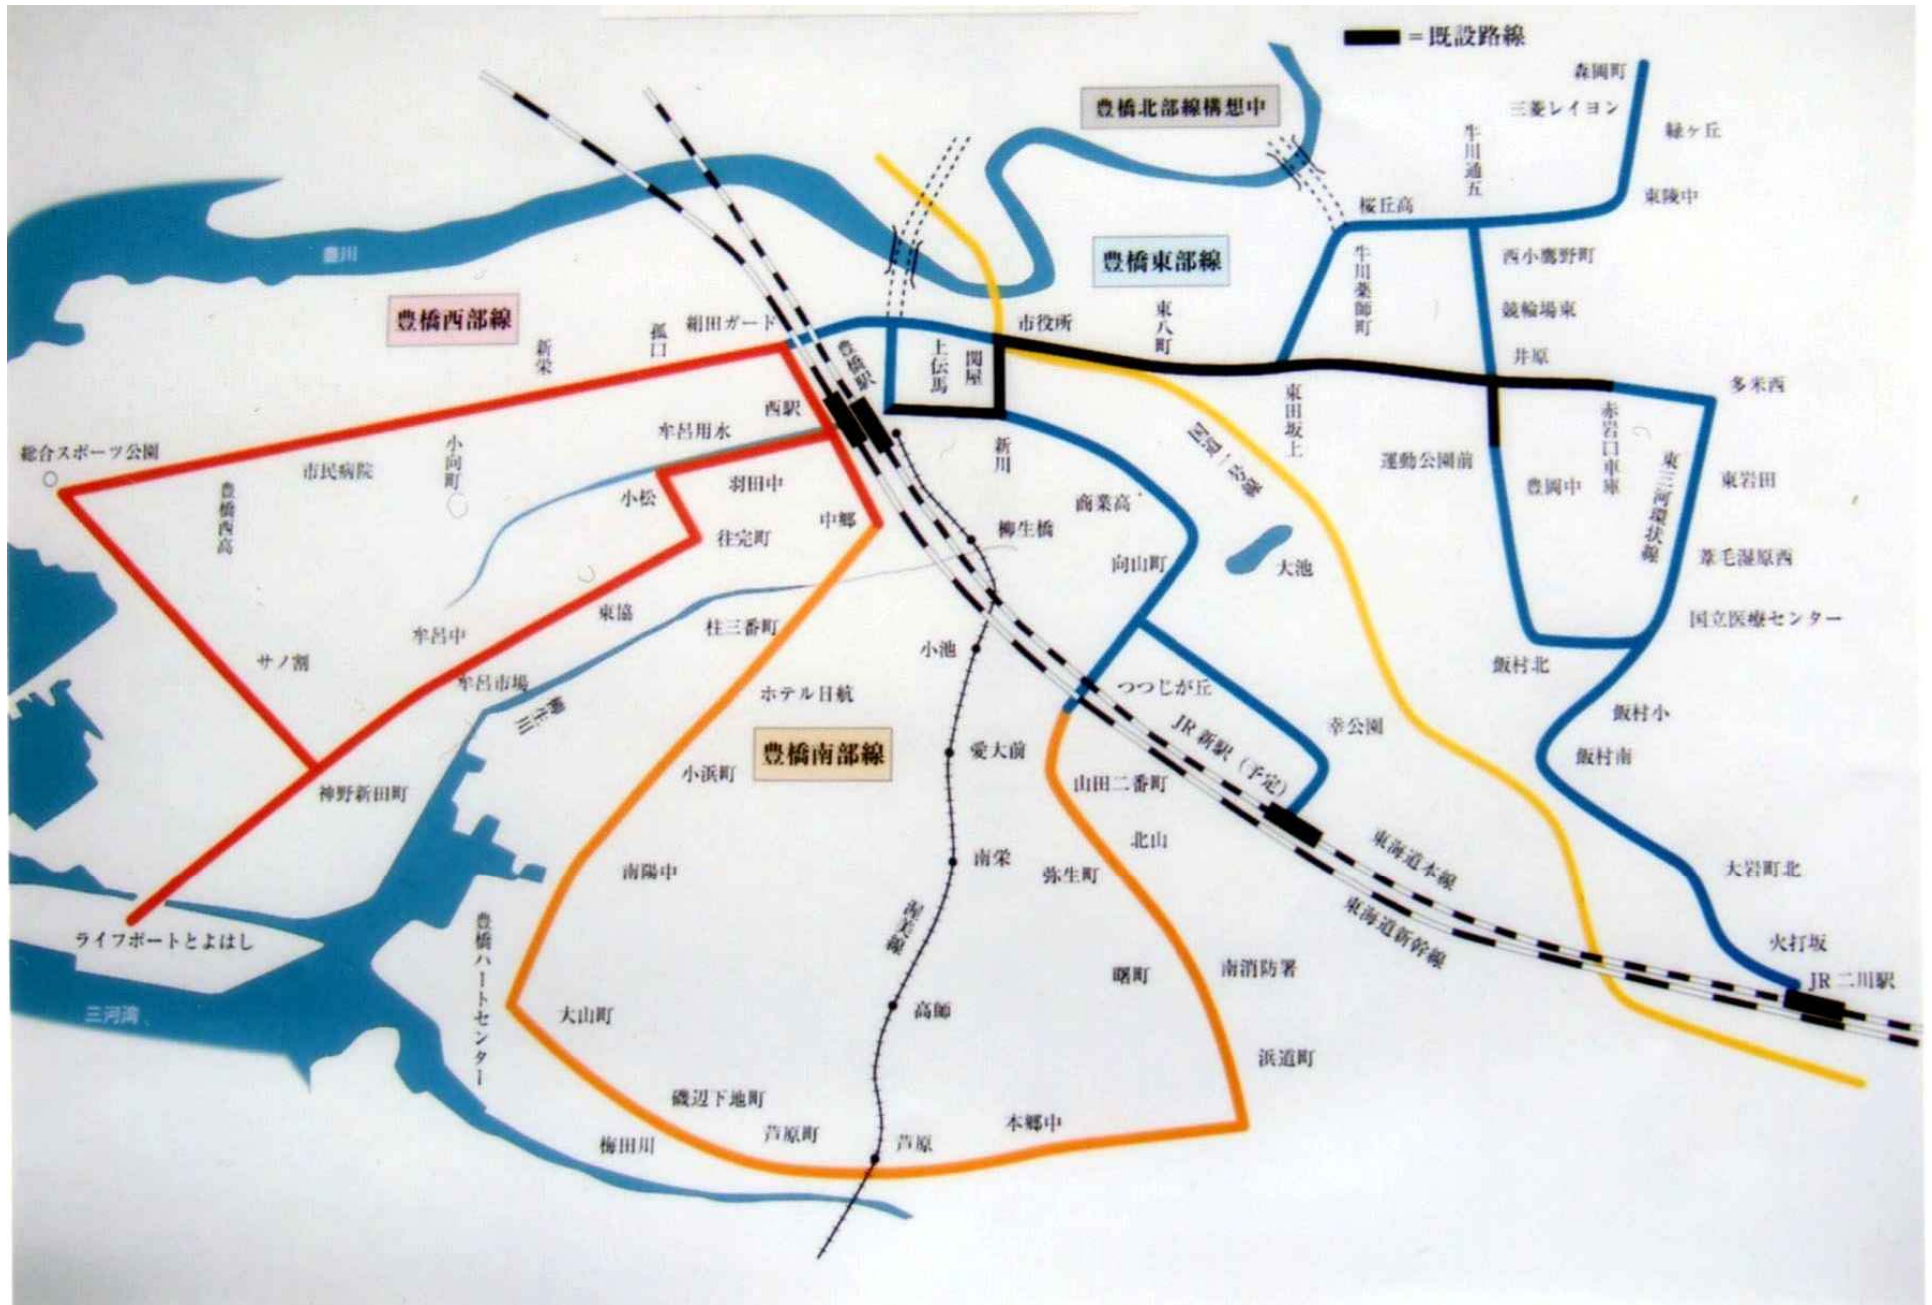 =既設路線
森岡町
三菱レイヨン
緑ヶ丘
豊橋北部線構想中
牛川通五
桜丘高
東陵中
豊川
豊橋東部線
牛川薬師町
西小鷹野町
豊橋西部線
新栄
孤口
絹田ガード
豊橋駅
市役所
東八町
競輪場東
上伝馬
関屋
井原
多米西
西駅
牟呂用水
東田坂上
赤岩口車庫
総合スポーツ公園
市民病院
小向町
豊橋西高
新川
国道一号線
運動公園前
豊岡中
東三河環状線
東岩田
小松
羽田中
中郷
往完町
商業高
柳生橋
向山町
大池
葦毛湿原西
東協
柱三番町
牟呂中
国立医療センター
サノ割
小池
飯村北
牟呂市場
柳生川
ホテル日航
つつじが丘
飯村小
豊橋南部線
JR新駅(予定)
幸公園
飯村南
小浜町
愛大前
山田二番町
神野新田町
北山
南陽中
南栄
弥生町
東海道本線
大岩町北
渥美線
東海道新幹線
ライフポートとよはし
豊橋ハートセンター
火打坂
曙町
南消防署
JR二川駅
三河湾
大山町
高師
浜道町
磯辺下地町
芦原町
芦原
本郷中
梅田川